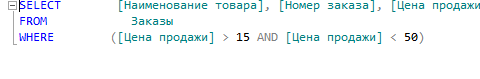 SELECT [Наименование товара], [Номер заказа], [Цена продажи
FROM Заказы
WHERE ([Цена продажи] > 15 AND [Цена продажи] < 50)